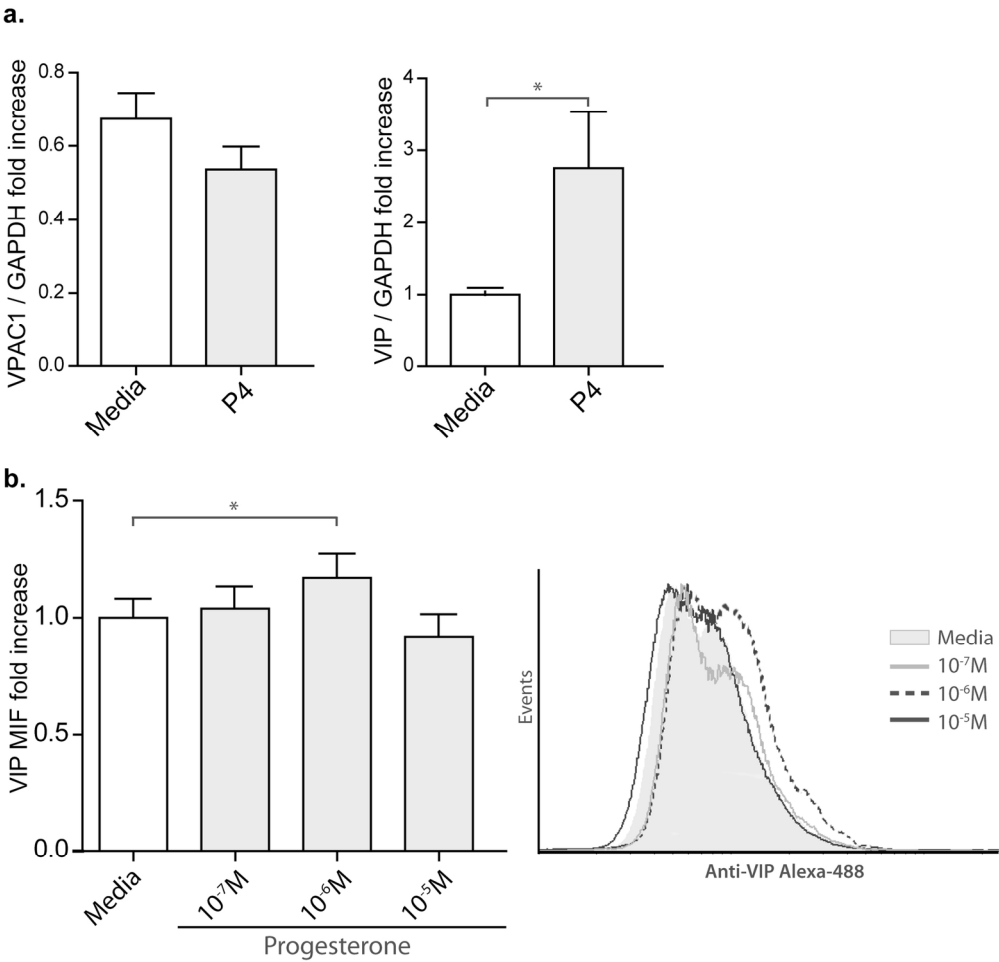 a.
VPAC1 / GAPDH fold increase
0.8
0.6
0.4
0.2
0.0
Media
P4
VIP / GAPDH fold increase
4
3
2
1
0
*
Media
P4
b.
VIP MIF fold increase
1.5
1.0
0.5
0.0
*
Media
10⁻⁷M
10⁻⁶M
10⁻⁵M
Progesterone
Events
Anti-VIP Alexa-488
Media
10⁻⁷M
10⁻⁶M
10⁻⁵M